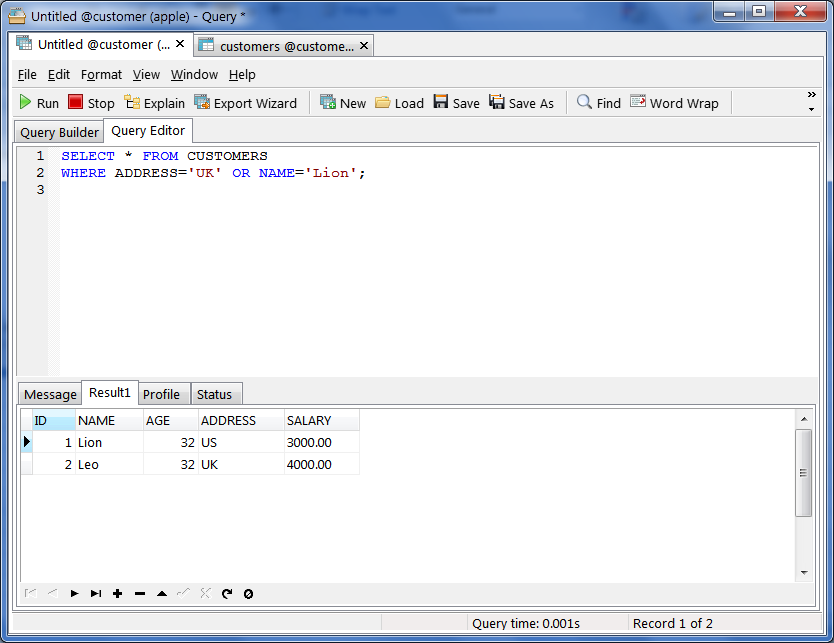 Untitled @customer (apple) - Query *
Untitled @customer (... × customers @custome... ×
File Edit Format View Window Help
Run Stop Explain Export Wizard New Load Save Save As Find Word Wrap
Query Builder Query Editor
1 SELECT * FROM CUSTOMERS
2 WHERE ADDRESS='UK' OR NAME='Lion';
3
Message Result1 Profile Status
ID NAME AGE ADDRESS SALARY
1 Lion 32 US 3000.00
2 Leo 32 UK 4000.00
Query time: 0.001s Record 1 of 2